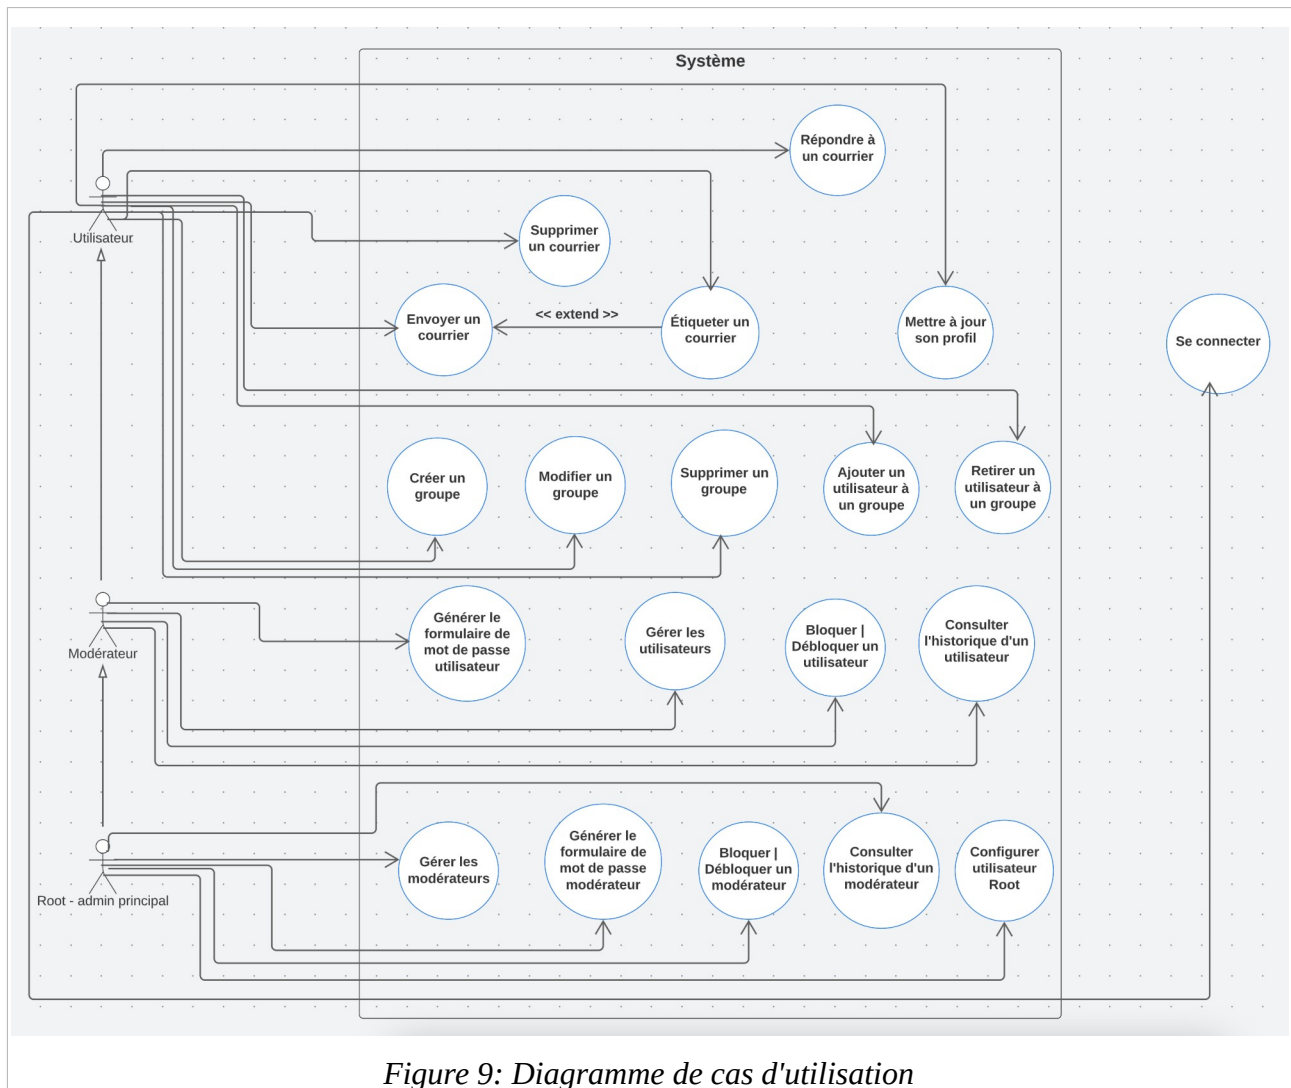 Système
Répondre à
un courrier
Utilisateur
Supprimer
un courrier
Envoyer un
courrier
<< extend >>
Étiqueter un
courrier
Mettre à jour
son profil
Se connecter
Créer un
groupe
Modifier un
groupe
Supprimer un
groupe
Ajouter un
utilisateur à
un groupe
Retirer un
utilisateur à
un groupe
Modérateur
Générer le
formulaire de
mot de passe
utilisateur
Gérer les
utilisateurs
Bloquer |
Débloquer un
utilisateur
Consulter
l'historique d'un
utilisateur
Root - admin principal
Gérer les
modérateurs
Générer le
formulaire de
mot de passe
modérateur
Bloquer |
Débloquer un
modérateur
Consulter
l'historique d'un
modérateur
Configurer
utilisateur
Root
Figure 9: Diagramme de cas d'utilisation